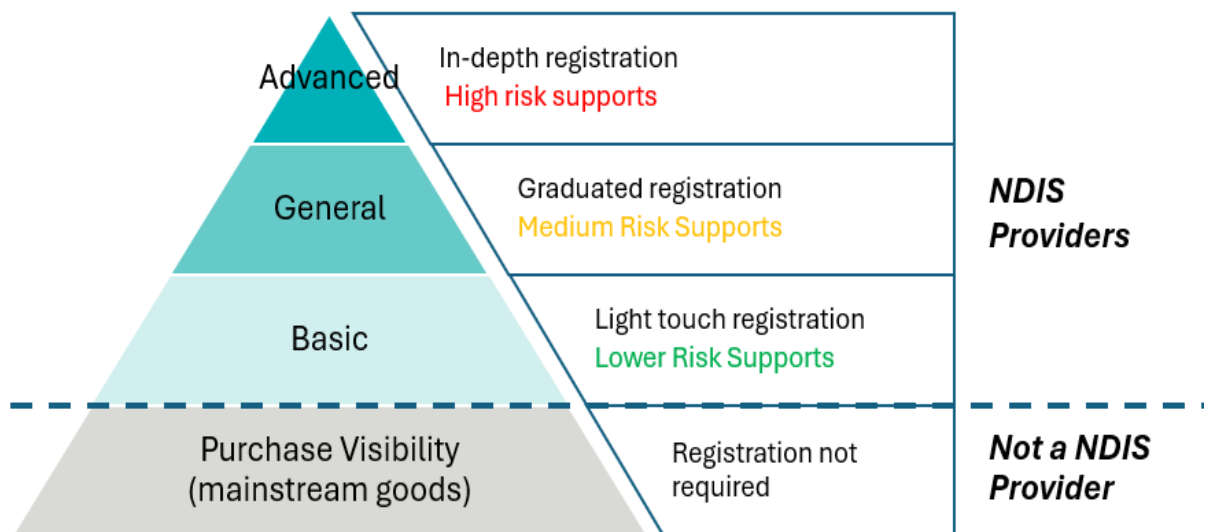 Advanced
In-depth registration
High risk supports
General
Graduated registration
Medium Risk Supports
NDIS
Providers
Basic
Light touch registration
Lower Risk Supports
Purchase Visibility
(mainstream goods)
Registration not
required
Not a NDIS
Provider